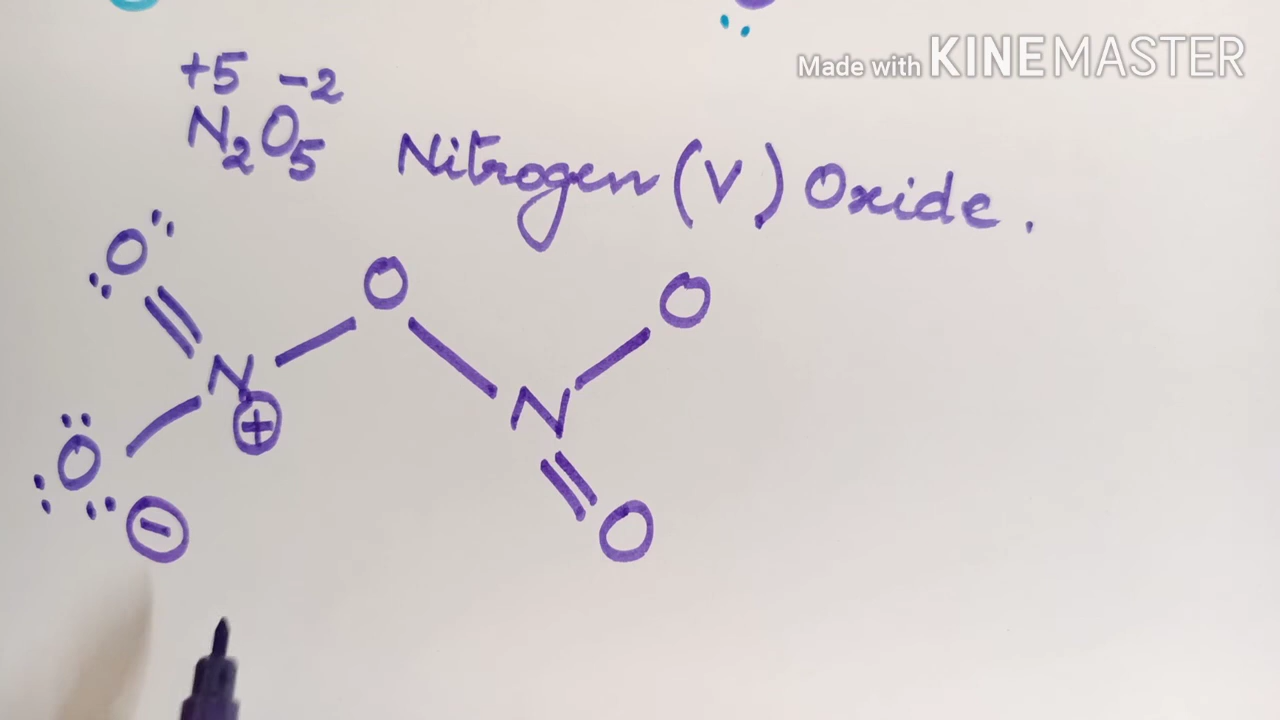 Made with KINEMASTER
+5 -2
N2O5 Nitrogen (V) Oxide.
O O O
N N
+
O
- O